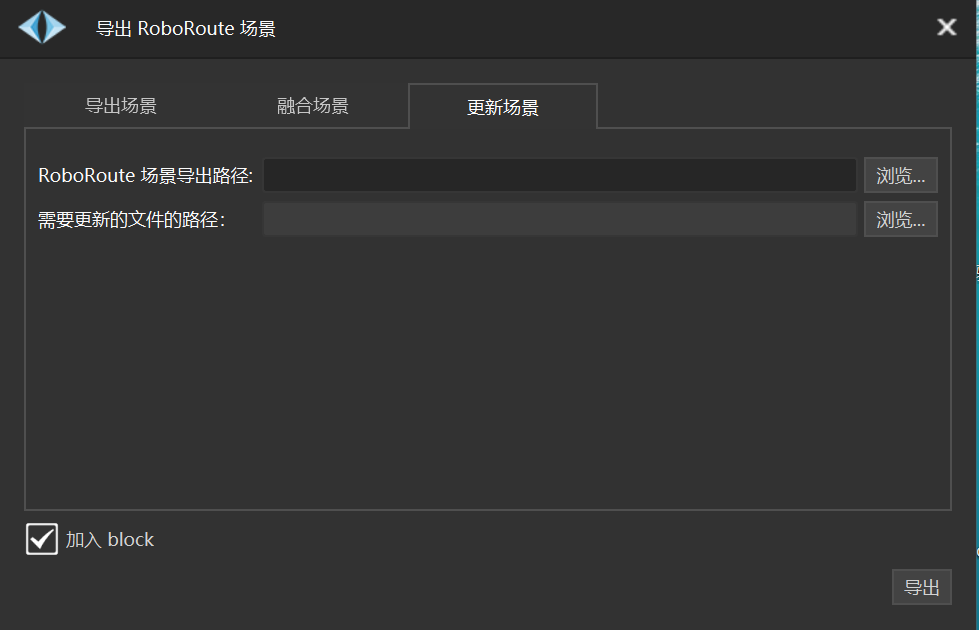 导出 RoboRoute 场景
导出场景 融合场景 更新场景
RoboRoute 场景导出路径: 浏览...
需要更新的文件的路径: 浏览...
加入 block
导出